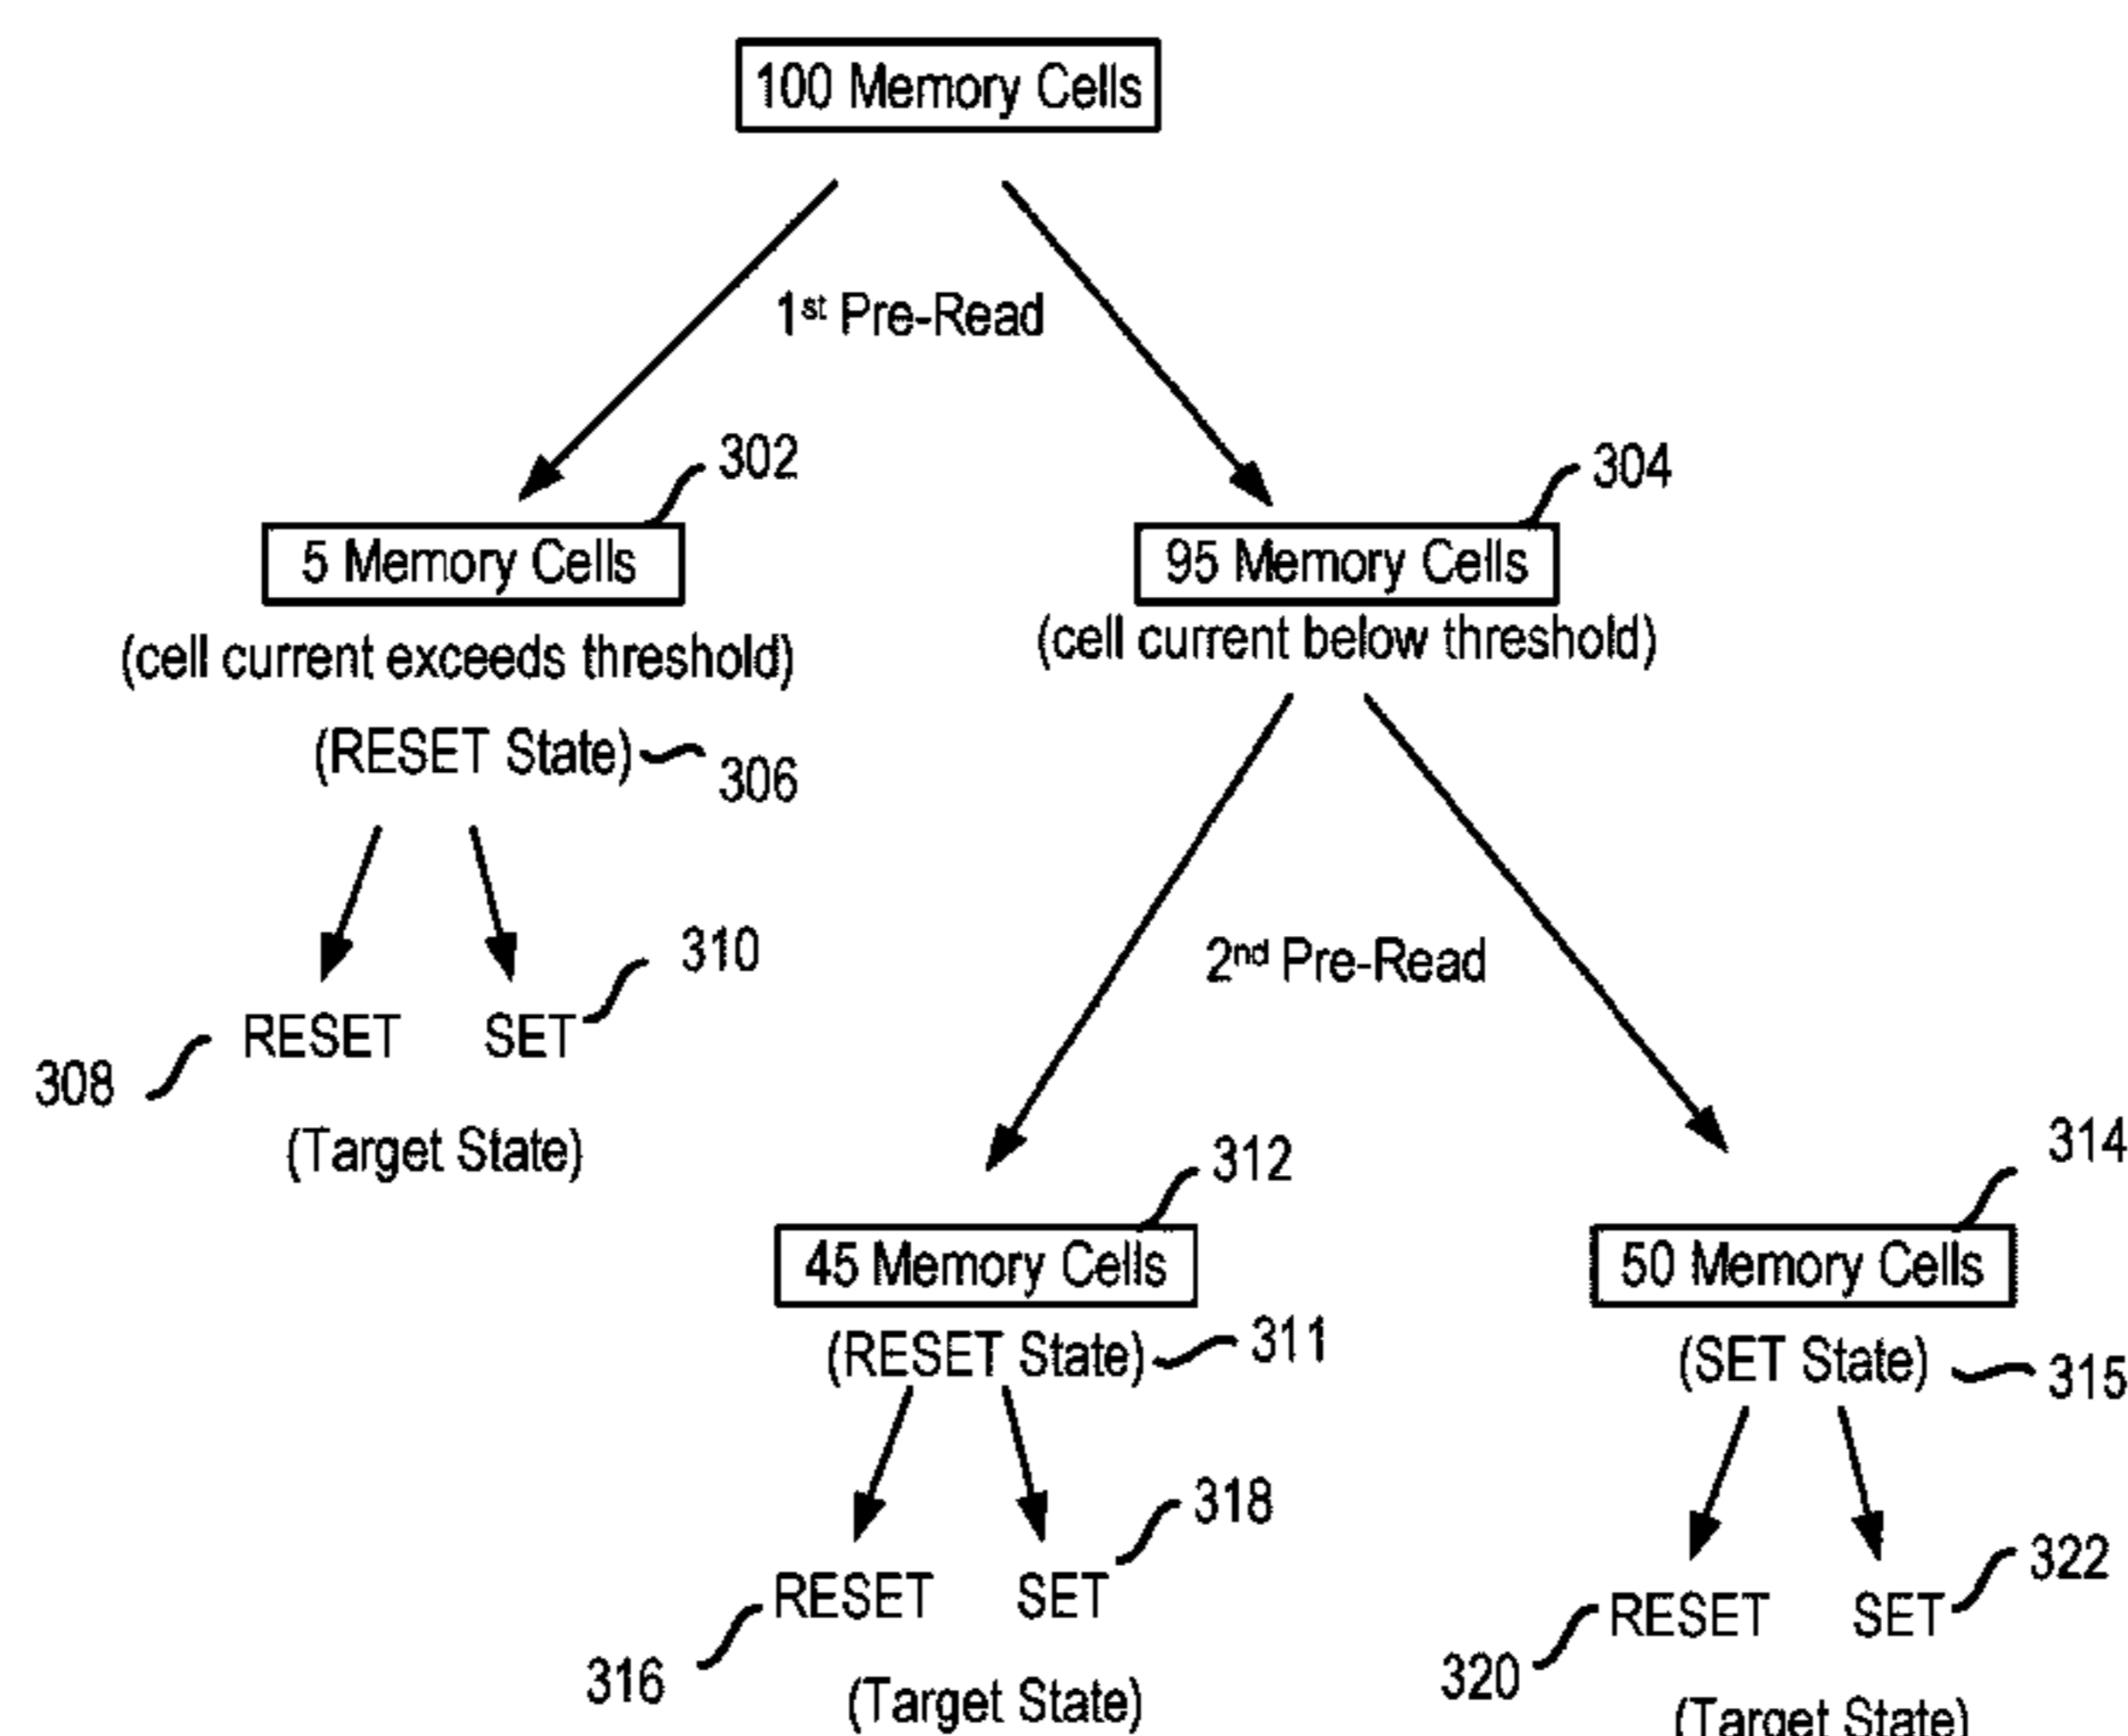 100 Memory Cells
1st Pre-Read
302
304
5 Memory Cells
95 Memory Cells
(cell current exceeds threshold)
(cell current below threshold)
(RESET State)
306
310
2nd Pre-Read
RESET SET
308
(Target State)
312
314
45 Memory Cells
50 Memory Cells
(RESET State)
311
(SET State)
315
318
322
RESET SET
RESET SET
316
320
(Target State)
(Target State)